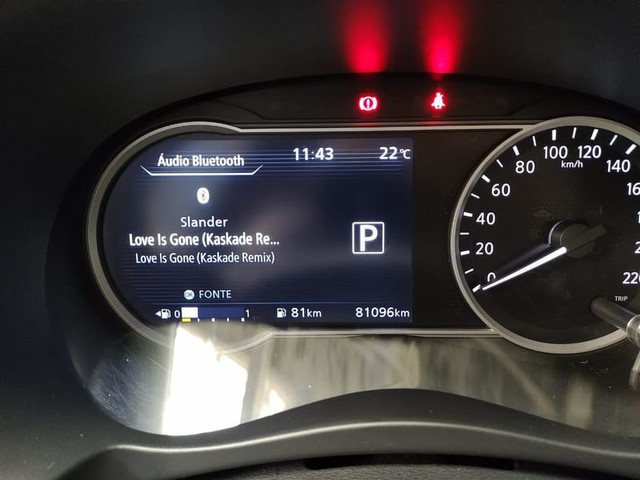 Áudio Bluetooth
11:43
22°C
Slander
Love Is Gone (Kaskade Re...
Love Is Gone (Kaskade Remix)
P
OK FONTE
0 1
81km
81096km
0
20
40
60
80
100
120
140
km/h
TRIP